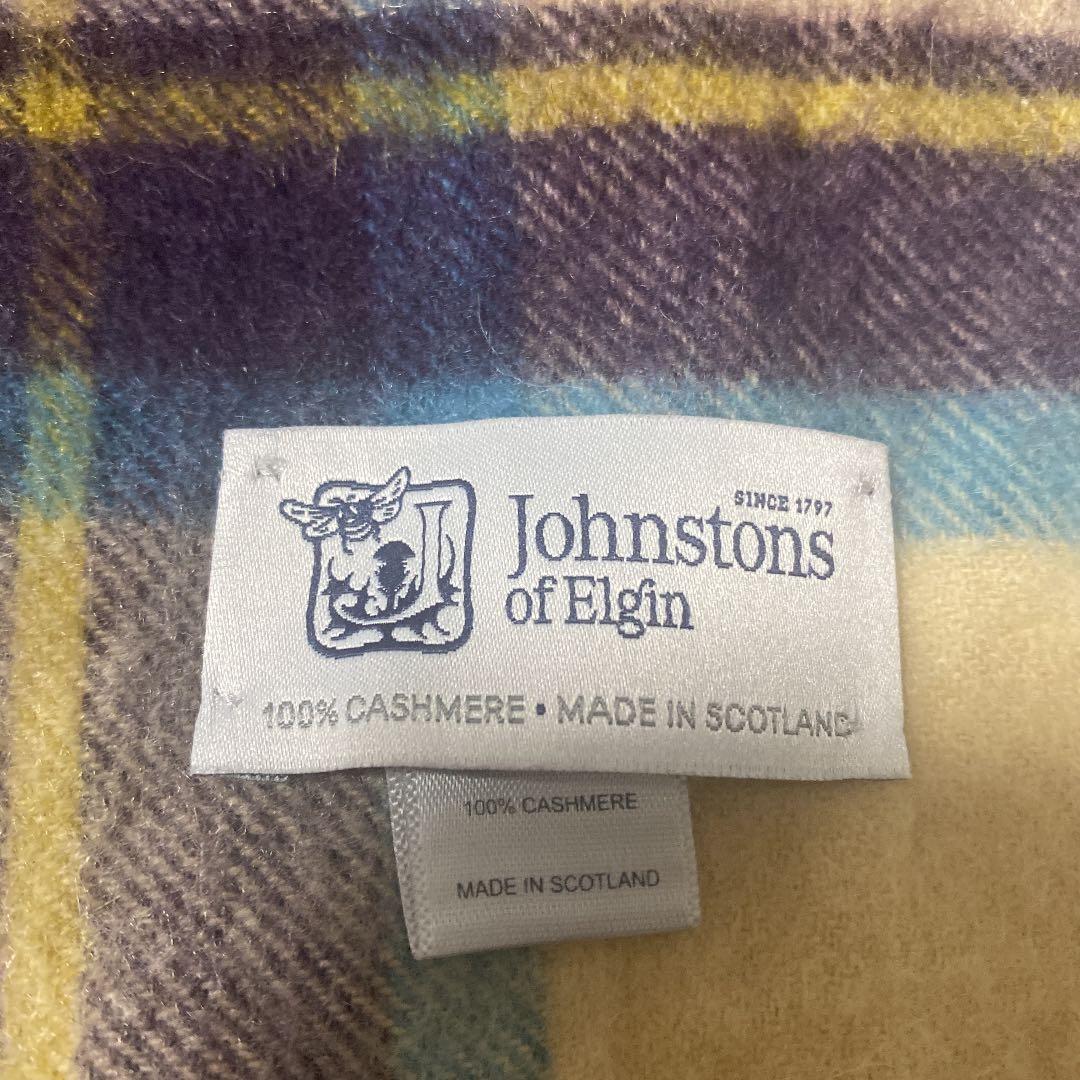 SINCE 1797
Johnstons
of Elgin
100% CASHMERE • MADE IN SCOTLAND
100% CASHMERE
MADE IN SCOTLAND